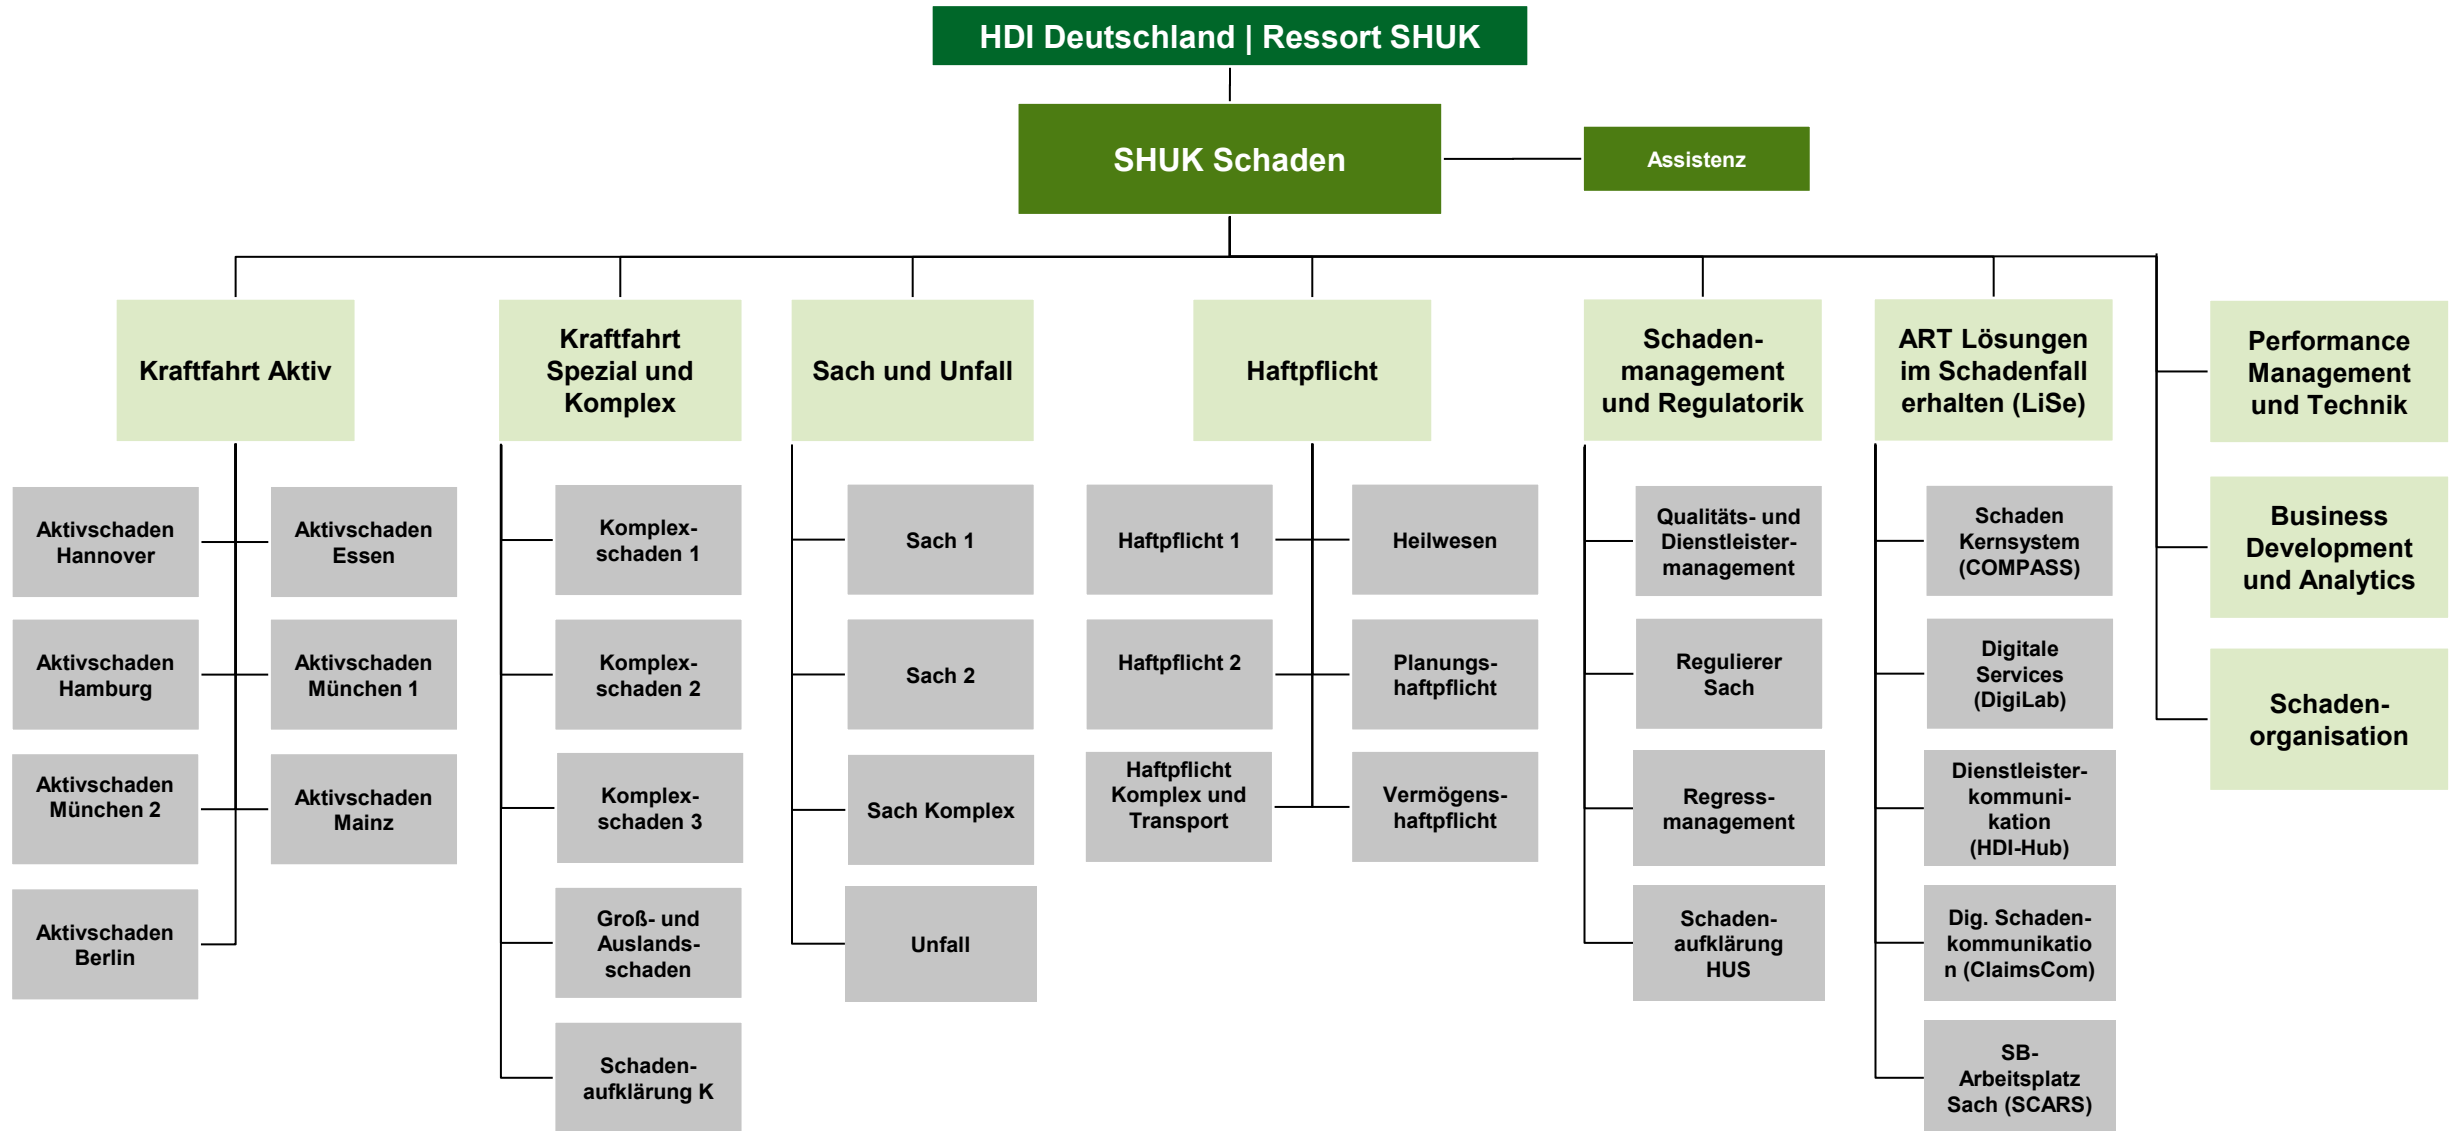 HDI Deutschland | Ressort SHUK
SHUK Schaden
Assistenz
Kraftfahrt Aktiv
Aktivschaden
Hannover
Aktivschaden
Essen
Aktivschaden
Hamburg
Aktivschaden
München 1
Aktivschaden
München 2
Aktivschaden
Mainz
Aktivschaden
Berlin
Kraftfahrt
Spezial und
Komplex
Komplex-
schaden 1
Komplex-
schaden 2
Komplex-
schaden 3
Groß- und
Auslands-
schaden
Schaden-
aufklärung K
Sach und Unfall
Sach 1
Sach 2
Sach Komplex
Unfall
Haftpflicht
Haftpflicht 1
Heilwesen
Haftpflicht 2
Planungs-
haftpflicht
Haftpflicht
Komplex und
Transport
Vermögens-
haftpflicht
Schaden-
management
und Regulatorik
Qualitäts- und
Dienstleister-
management
Regulierer
Sach
Regress-
management
Schaden-
aufklärung
HUS
ART Lösungen
im Schadenfall
erhalten (LiSe)
Schaden
Kernsystem
(COMPASS)
Digitale
Services
(DigiLab)
Dienstleister-
kommuni-
kation
(HDI-Hub)
Dig. Schaden-
kommunikatio
n (ClaimsCom)
SB-
Arbeitsplatz
Sach (SCARS)
Performance
Management
und Technik
Business
Development
und Analytics
Schaden-
organisation